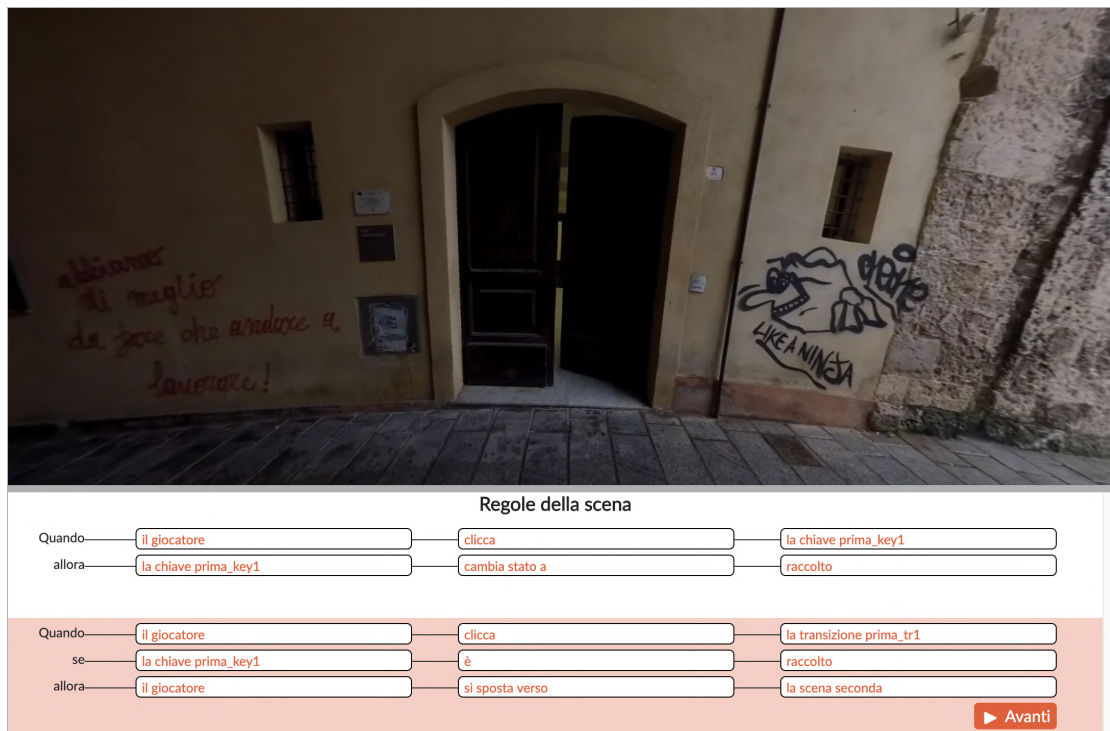 abbiamo
di meglio
da fare che andare a
lavorare!
LIKE A NINJA
Regole della scena
Quando il giocatore clicca la chiave prima_key1
allora la chiave prima_key1 cambia stato a raccolto
Quando il giocatore clicca la transizione prima_tr1
se la chiave prima_key1 è raccolto
allora il giocatore si sposta verso la scena seconda
Avanti